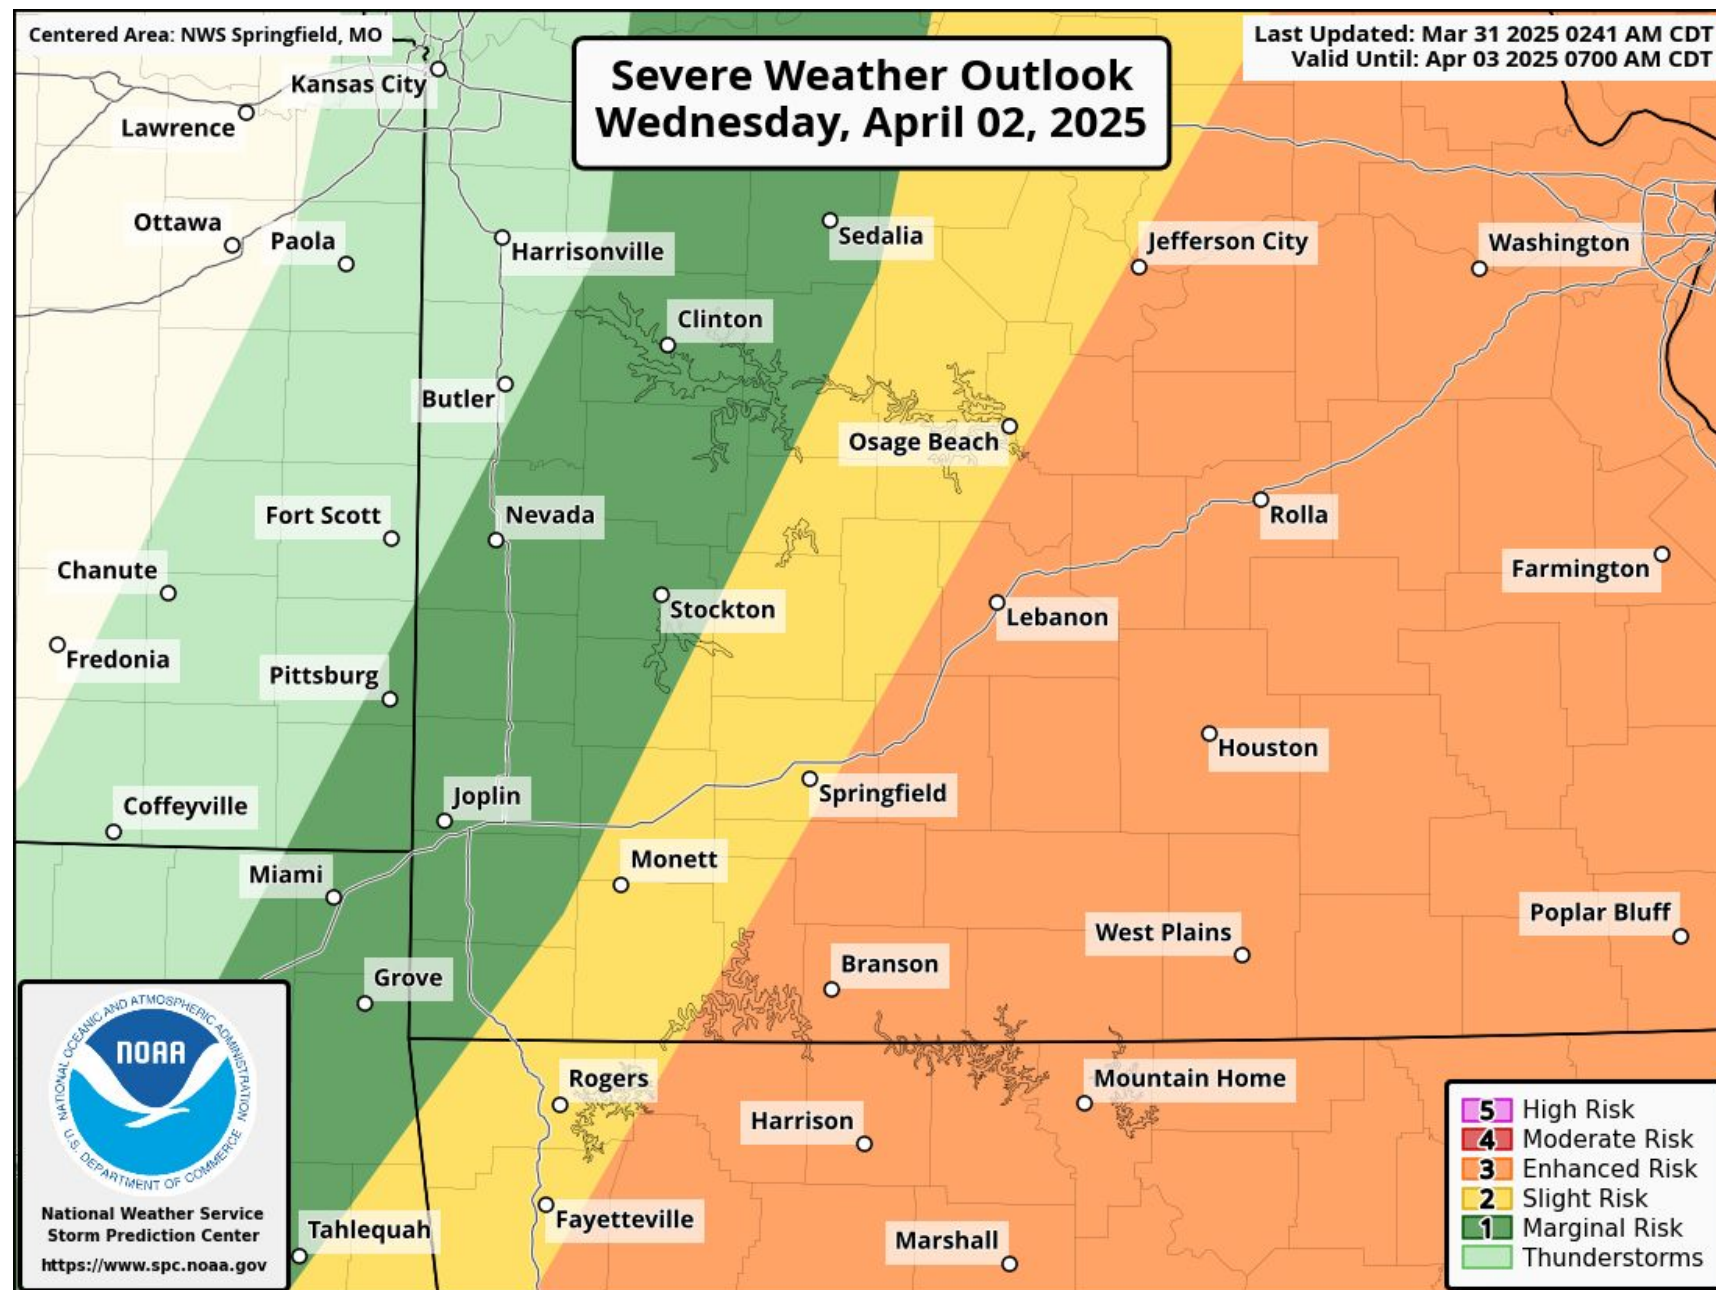 Centered Area: NWS Springfield, MO
Last Updated: Mar 31 2025 0241 AM CDT
Valid Until: Apr 03 2025 0700 AM CDT
Severe Weather Outlook
Wednesday, April 02, 2025
Kansas City
Lawrence
Ottawa
Paola
Harrisonville
Sedalia
Jefferson City
Washington
Clinton
Butler
Osage Beach
Fort Scott
Nevada
Rolla
Chanute
Farmington
Stockton
Lebanon
Fredonia
Pittsburg
Houston
Coffeyville
Joplin
Springfield
Miami
Monett
Poplar Bluff
West Plains
Branson
Grove
Rogers
Mountain Home
Harrison
Fayetteville
Tahlequah
Marshall
NATIONAL OCEANIC AND ATMOSPHERIC ADMINISTRATION
NOAA
U.S. DEPARTMENT OF COMMERCE
National Weather Service
Storm Prediction Center
https://www.spc.noaa.gov
5 High Risk
4 Moderate Risk
3 Enhanced Risk
2 Slight Risk
1 Marginal Risk
Thunderstorms